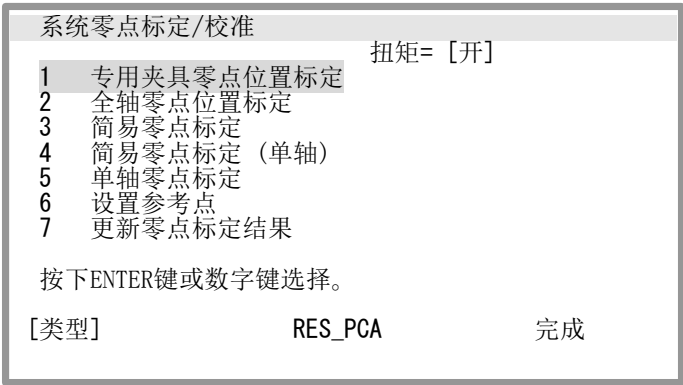 系统零点标定/校准
扭矩= [开]
1 专用夹具零点位置标定
2 全轴零点位置标定
3 简易零点标定
4 简易零点标定 (单轴)
5 单轴零点标定
6 设置参考点
7 更新零点标定结果
按下ENTER键或数字键选择。
[类型] RES_PCA 完成